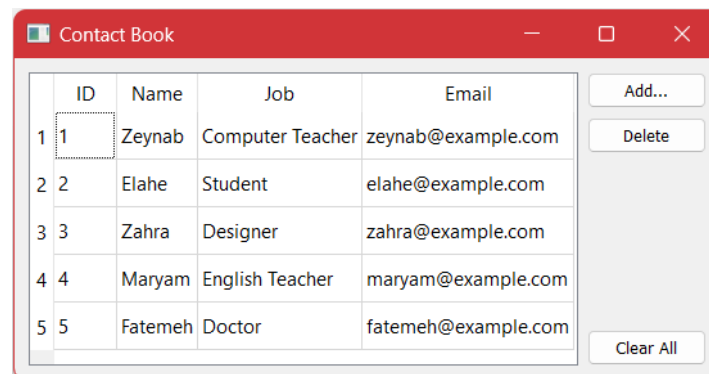 Contact Book
ID Name Job Email Add...
1 1 Zeynab Computer Teacher zeynab@example.com Delete
2 2 Elahe Student elahe@example.com
3 3 Zahra Designer zahra@example.com
4 4 Maryam English Teacher maryam@example.com
5 5 Fatemeh Doctor fatemeh@example.com
Clear All